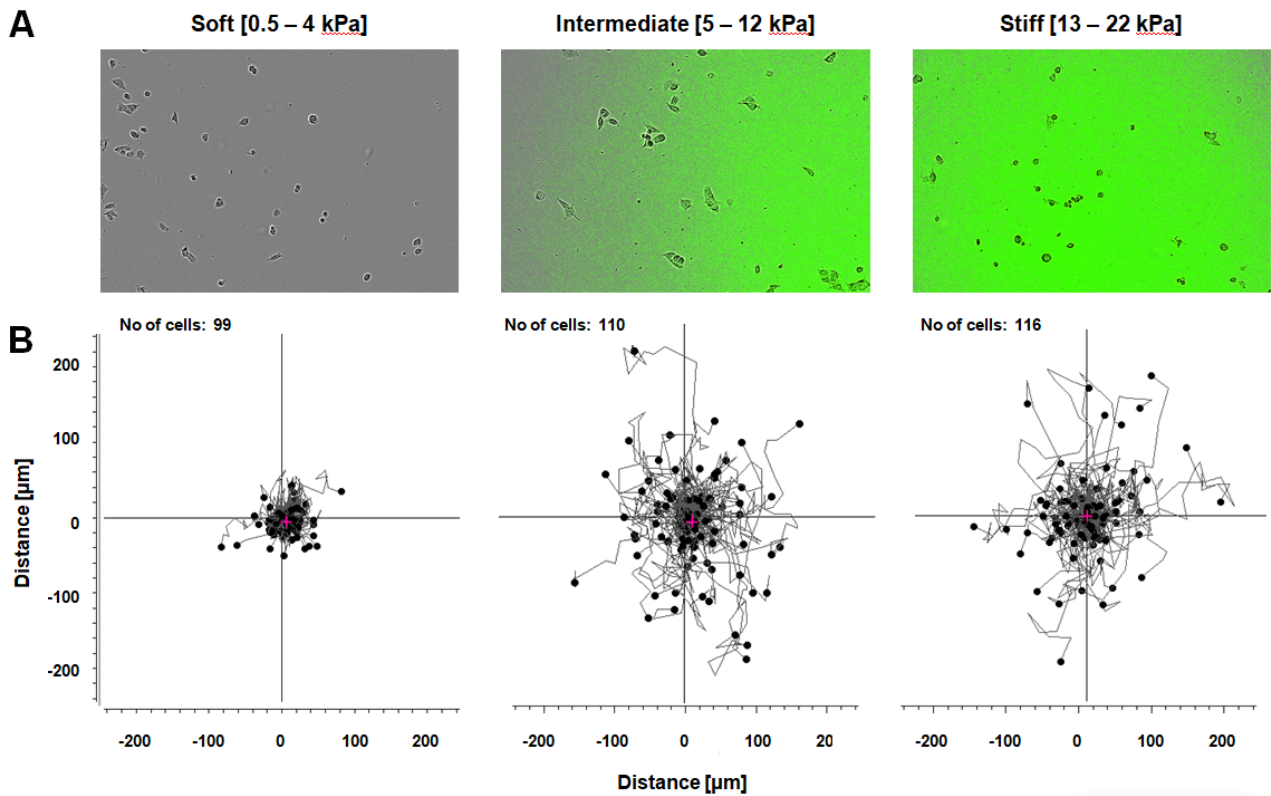 A
Soft [0.5 – 4 kPa]
Intermediate [5 – 12 kPa]
Stiff [13 – 22 kPa]
B
No of cells: 99
No of cells: 110
No of cells: 116
Distance [µm]
200
100
0
-100
-200
-200 -100 0 100 200
-200 -100 0 100 20
-200 -100 0 100 200
Distance [µm]